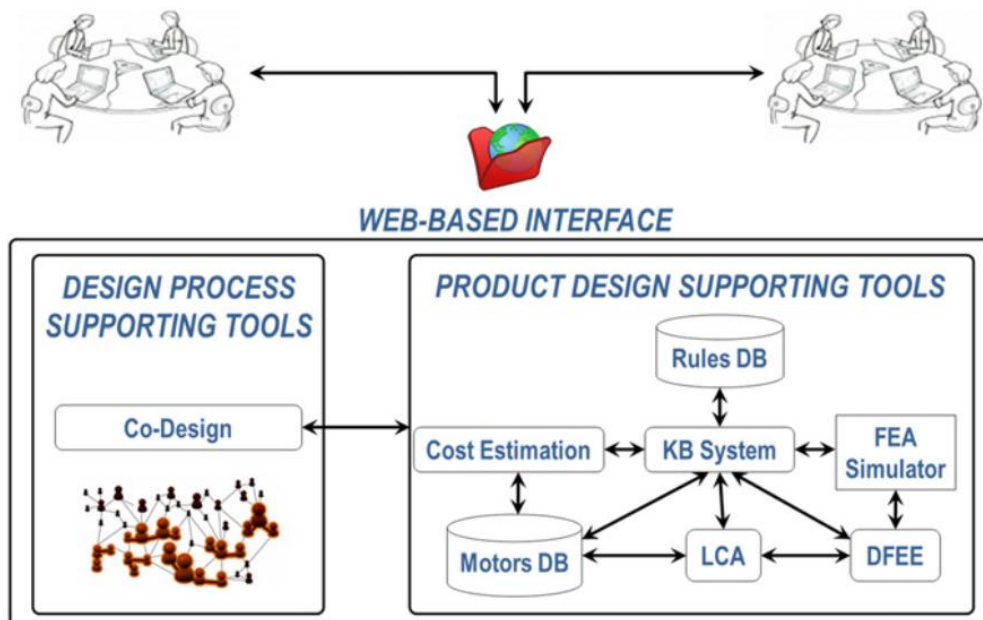 WEB-BASED INTERFACE
DESIGN PROCESS
SUPPORTING TOOLS
Co-Design
PRODUCT DESIGN SUPPORTING TOOLS
Rules DB
Cost Estimation
KB System
FEA
Simulator
Motors DB
LCA
DFEE